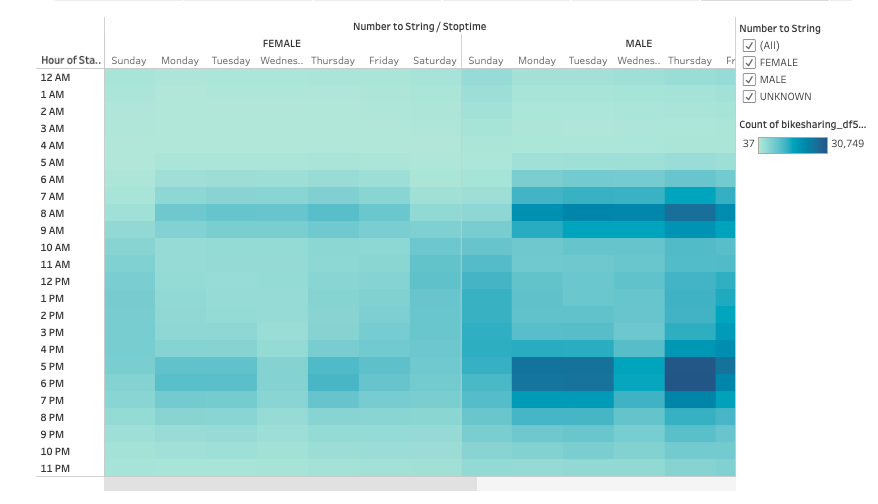 Number to String / Stoptime
FEMALE MALE
Hour of Sta.. Sunday Monday Tuesday Wednes.. Thursday Friday Saturday Sunday Monday Tuesday Wednes.. Thursday Fr
12 AM
1 AM
2 AM
3 AM
4 AM
5 AM
6 AM
7 AM
8 AM
9 AM
10 AM
11 AM
12 PM
1 PM
2 PM
3 PM
4 PM
5 PM
6 PM
7 PM
8 PM
9 PM
10 PM
11 PM
Number to String
(All)
FEMALE
MALE
UNKNOWN
Count of bikesharing_df5...
37 30,749